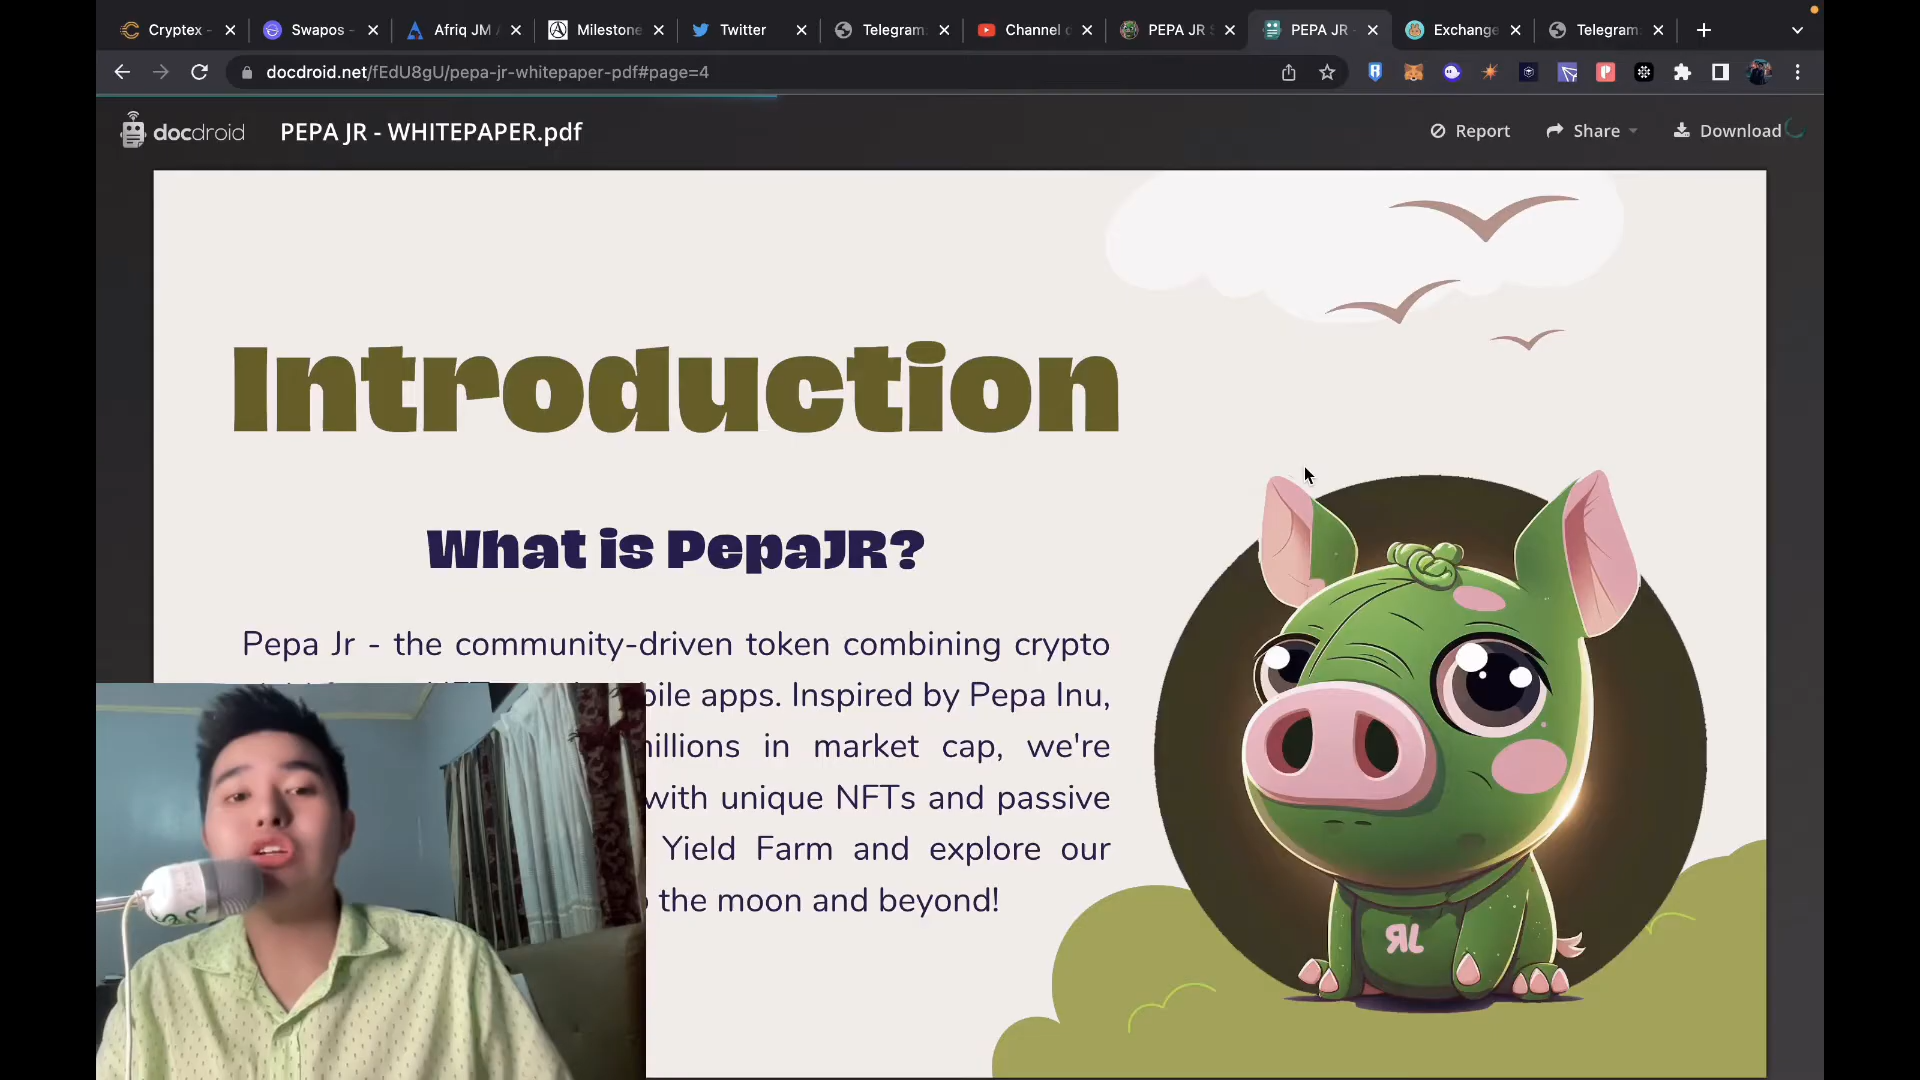 Cryptex -
Swapos -
Afriq JM A
Milestone
Twitter
Telegram:
Channel d
PEPA JR S
PEPA JR -
Exchange
Telegram:
docdroid.net/fEdU8gU/pepa-jr-whitepaper-pdf#page=4
docdroid
PEPA JR - WHITEPAPER.pdf
Report
Share
Download
Introduction
What is PepaJR?
Pepa Jr - the community-driven token combining crypto
apps. Inspired by Pepa Inu,
in market cap, we're
with unique NFTs and passive
Yield Farm and explore our
the moon and beyond!
JR